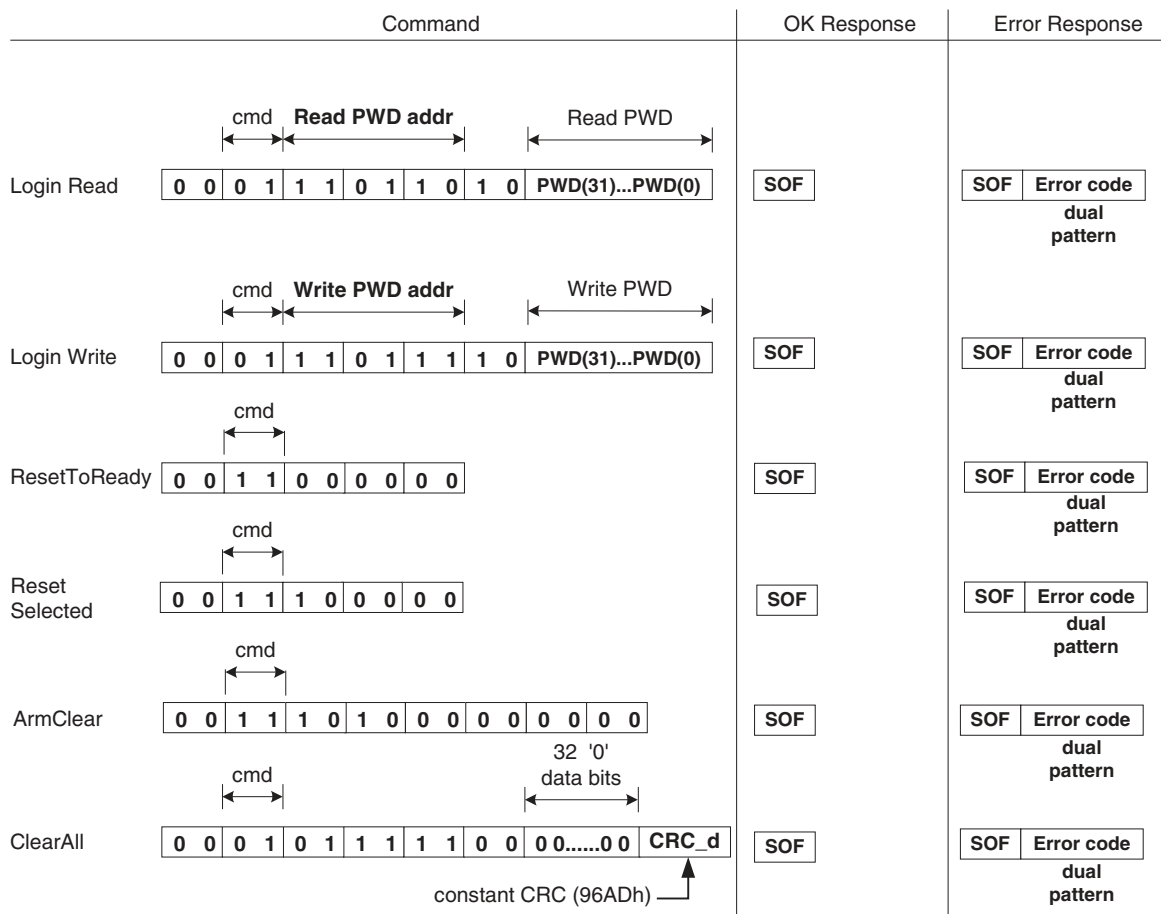 Command OK Response Error Response
cmd Read PWD addr Read PWD
Login Read 0 0 0 1 1 1 0 1 1 0 1 0 PWD(31)...PWD(0) SOF SOF Error code
dual
pattern
cmd Write PWD addr Write PWD
Login Write 0 0 0 1 1 1 0 1 1 1 1 0 PWD(31)...PWD(0) SOF SOF Error code
dual
pattern
cmd
ResetToReady 0 0 1 1 0 0 0 0 0 0 SOF SOF Error code
dual
pattern
cmd
Reset
Selected 0 0 1 1 1 0 0 0 0 0 SOF SOF Error code
dual
pattern
cmd
ArmClear 0 0 1 1 1 0 1 0 0 0 0 0 0 0 0 0 SOF SOF Error code
dual
pattern
32 '0'
cmd data bits
ClearAll 0 0 0 1 0 1 1 1 1 1 0 0 0 0......0 0 CRC_d SOF SOF Error code
dual
pattern
constant CRC (96ADh)